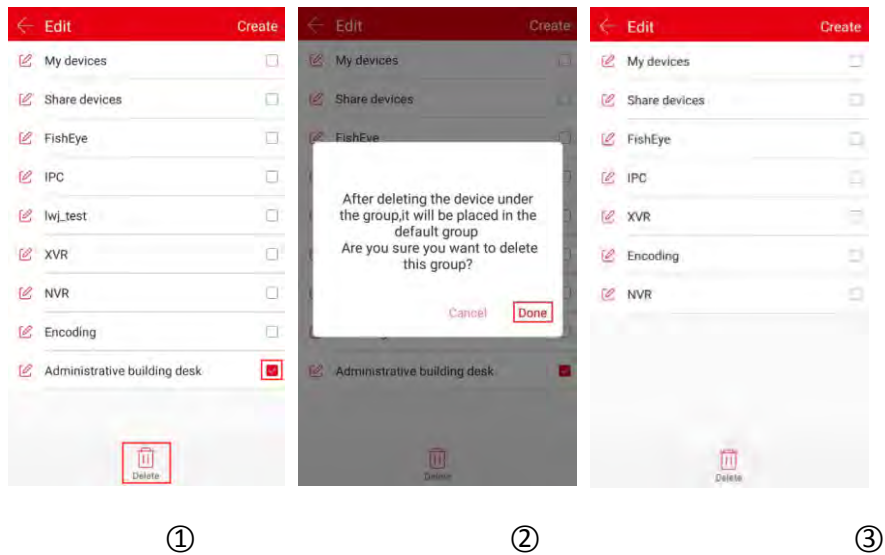 Edit Create
My devices
Share devices
FishEye
IPC
lwj_test
XVR
NVR
Encoding
Administrative building desk
Delete
①
Edit Create
My devices
Share devices
FishEye
After deleting the device under
the group,it will be placed in the
default group
Are you sure you want to delete
this group?
Cancel Done
Administrative building desk
Delete
②
Edit Create
My devices
Share devices
FishEye
IPC
XVR
Encoding
NVR
Delete
③